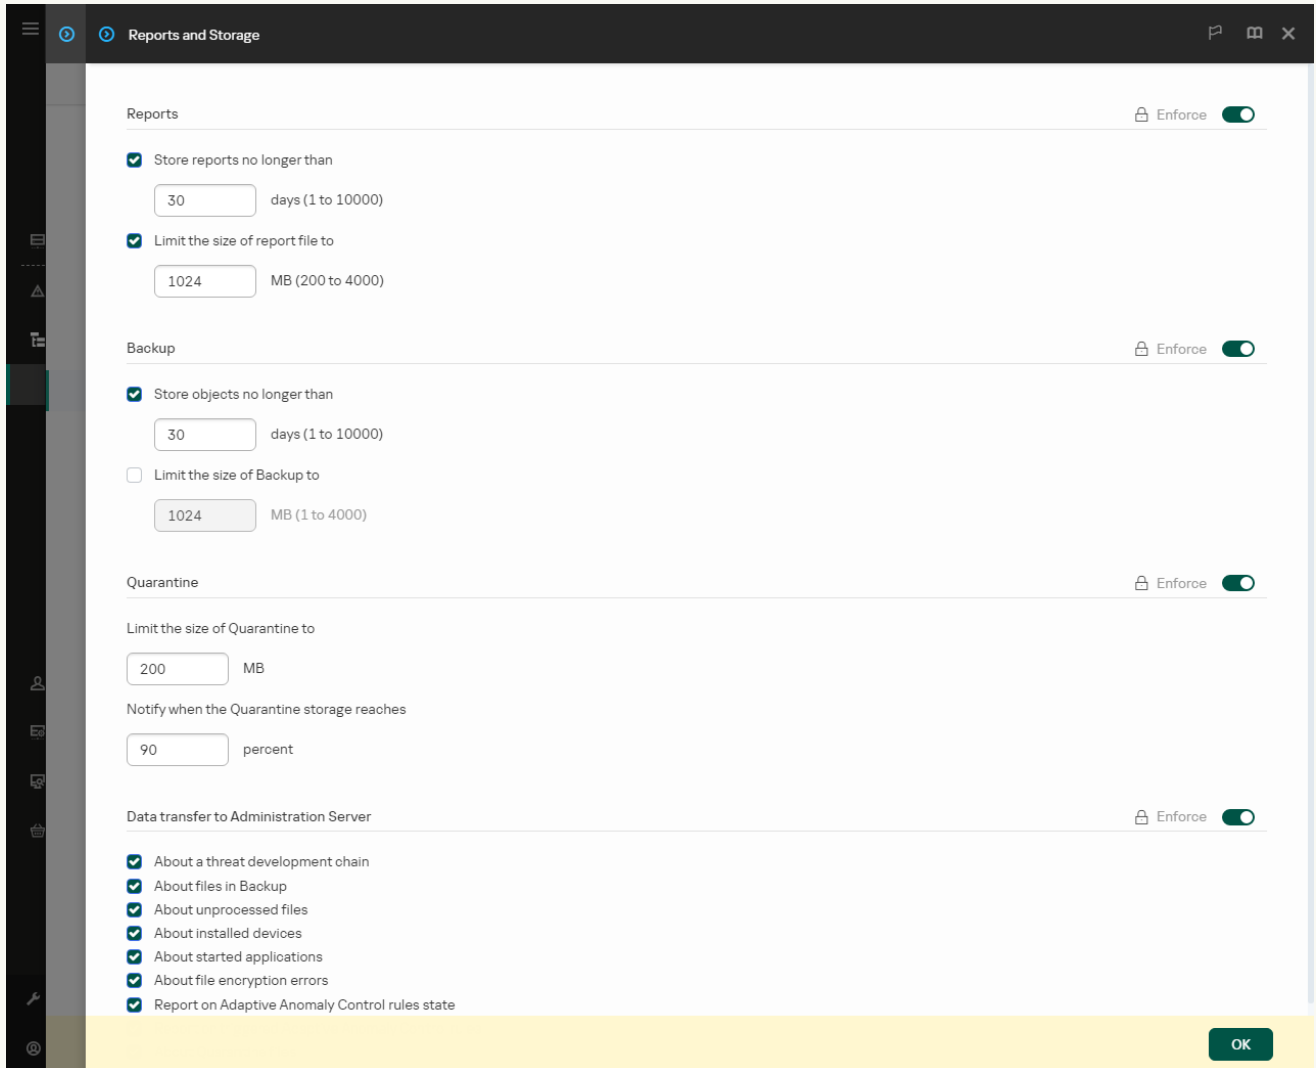 Reports and Storage
Reports
Enforce
Store reports no longer than
30 days (1 to 10000)
Limit the size of report file to
1024 MB (200 to 4000)
Backup
Enforce
Store objects no longer than
30 days (1 to 10000)
Limit the size of Backup to
1024 MB (1 to 4000)
Quarantine
Enforce
Limit the size of Quarantine to
200 MB
Notify when the Quarantine storage reaches
90 percent
Data transfer to Administration Server
Enforce
About a threat development chain
About files in Backup
About unprocessed files
About installed devices
About started applications
About file encryption errors
Report on Adaptive Anomaly Control rules state
OK